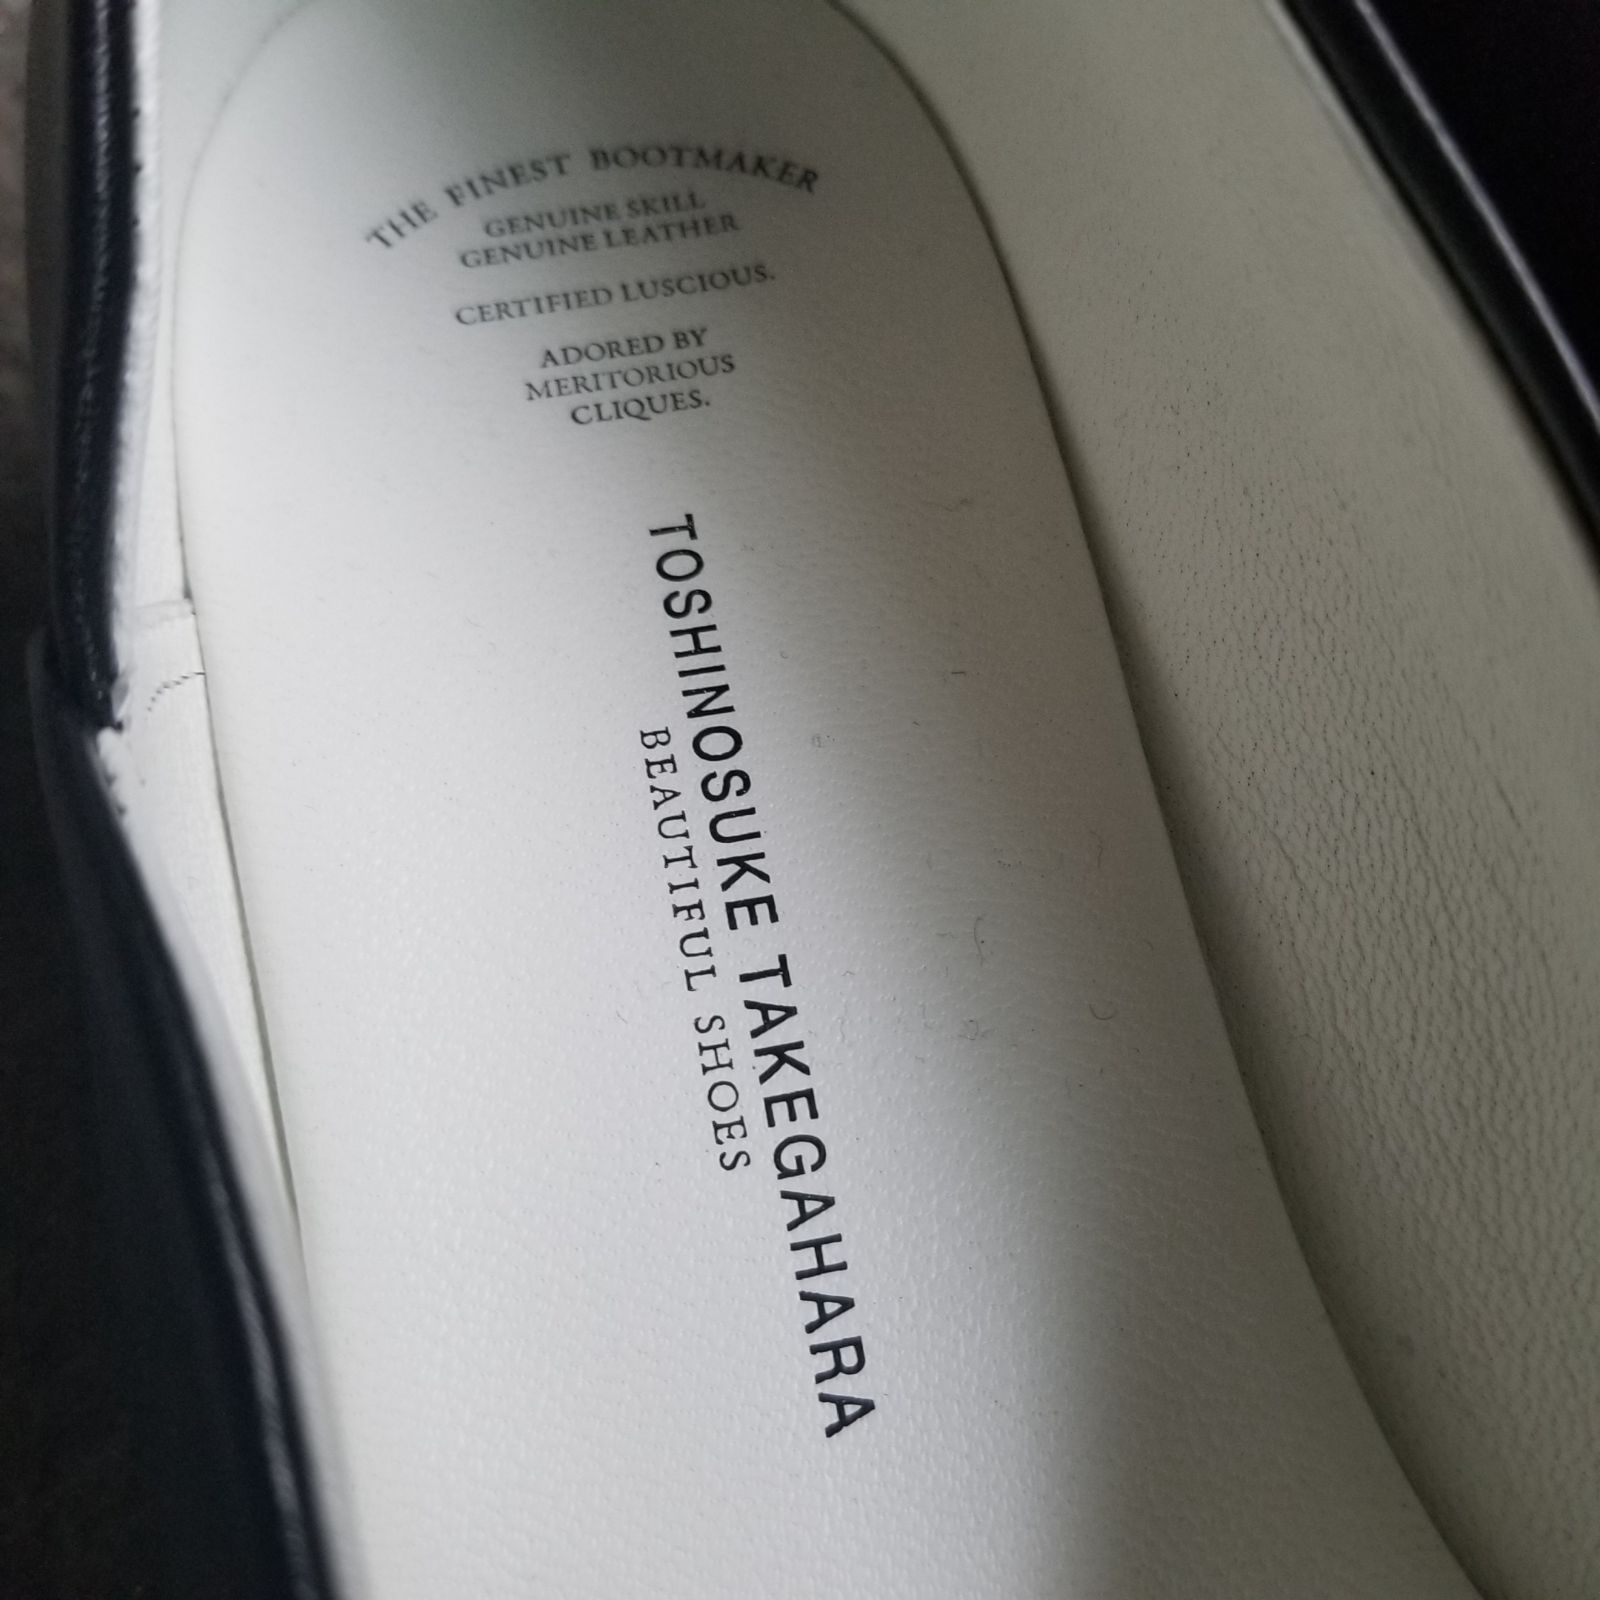 THE FINEST BOOTMAKER
GENUINE SKILL
GENUINE LEATHER
CERTIFIED LUSCIOUS.
ADORED BY
MERITORIOUS
CLIQUES.
TOSHINOSUKE TAKEGAHARA
BEAUTIFUL SHOES